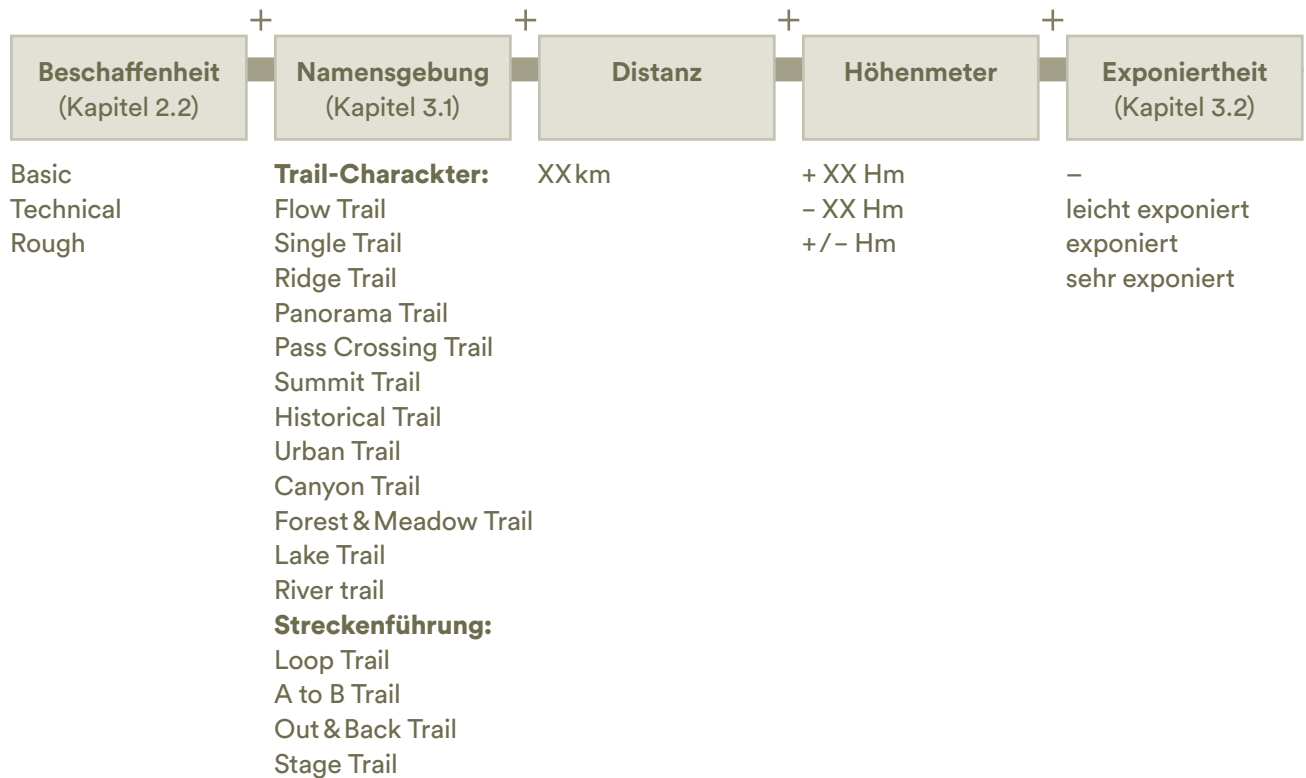 + + + +
Beschaffenheit
(Kapitel 2.2)
Namensgebung
(Kapitel 3.1)
Distanz
Höhenmeter
Exponiertheit
(Kapitel 3.2)
Basic
Technical
Rough
Trail-Charackter:
Flow Trail
Single Trail
Ridge Trail
Panorama Trail
Pass Crossing Trail
Summit Trail
Historical Trail
Urban Trail
Canyon Trail
Forest & Meadow Trail
Lake Trail
River trail
Streckenführung:
Loop Trail
A to B Trail
Out & Back Trail
Stage Trail
XX km
+ XX Hm
– XX Hm
+ / – Hm
–
leicht exponiert
exponiert
sehr exponiert